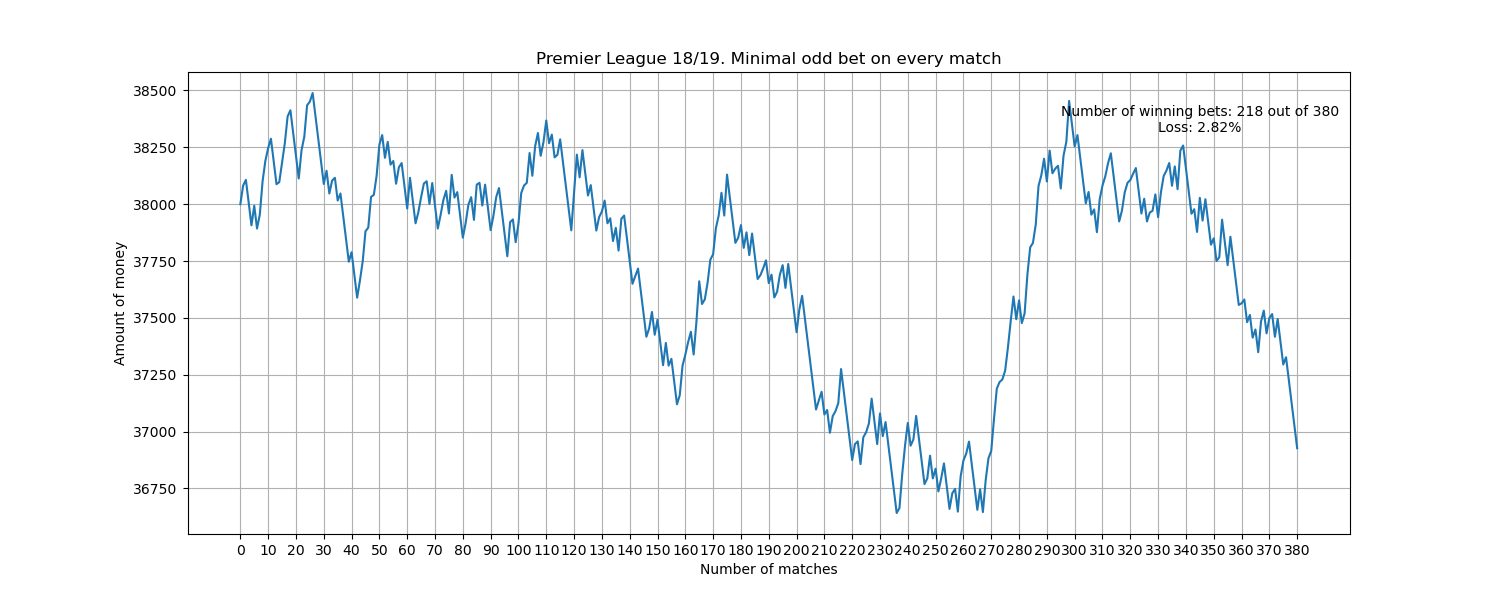 Premier League 18/19. Minimal odd bet on every match
Number of winning bets: 218 out of 380
Loss: 2.82%
Amount of money
38500
38250
38000
37750
37500
37250
37000
36750
0 10 20 30 40 50 60 70 80 90 100 110 120 130 140 150 160 170 180 190 200 210 220 230 240 250 260 270 280 290 300 310 320 330 340 350 360 370 380
Number of matches